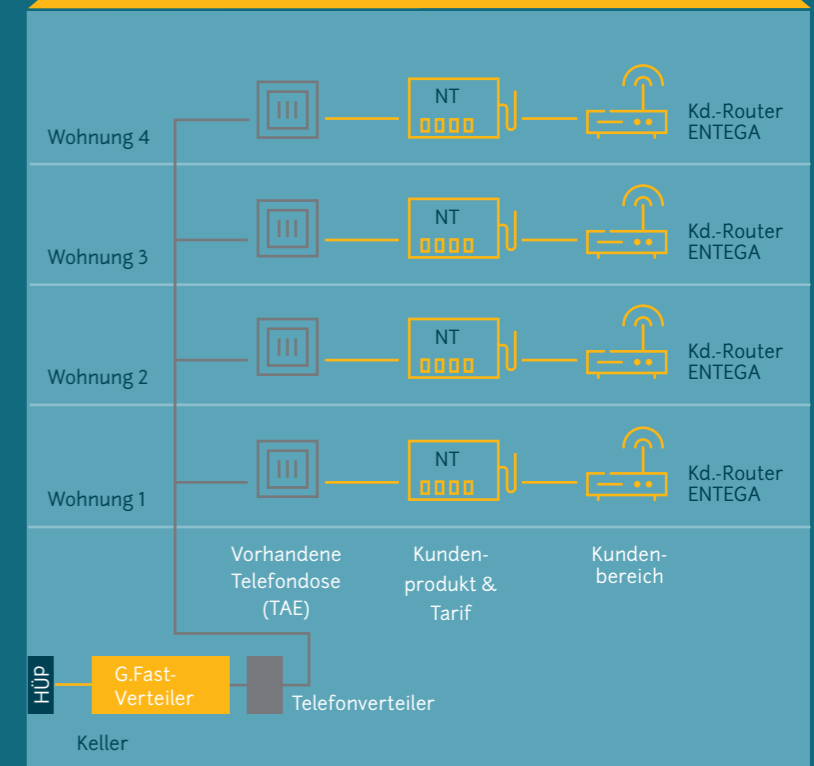 NT
Kd.-Router
ENTEGA
Wohnung 4
NT
Kd.-Router
ENTEGA
Wohnung 3
NT
Kd.-Router
ENTEGA
Wohnung 2
NT
Kd.-Router
ENTEGA
Wohnung 1
Vorhandene
Telefondose
(TAE)
Kunden-
produkt &
Tarif
Kunden-
bereich
HÜP
G.Fast-
Verteiler
Telefonverteiler
Keller